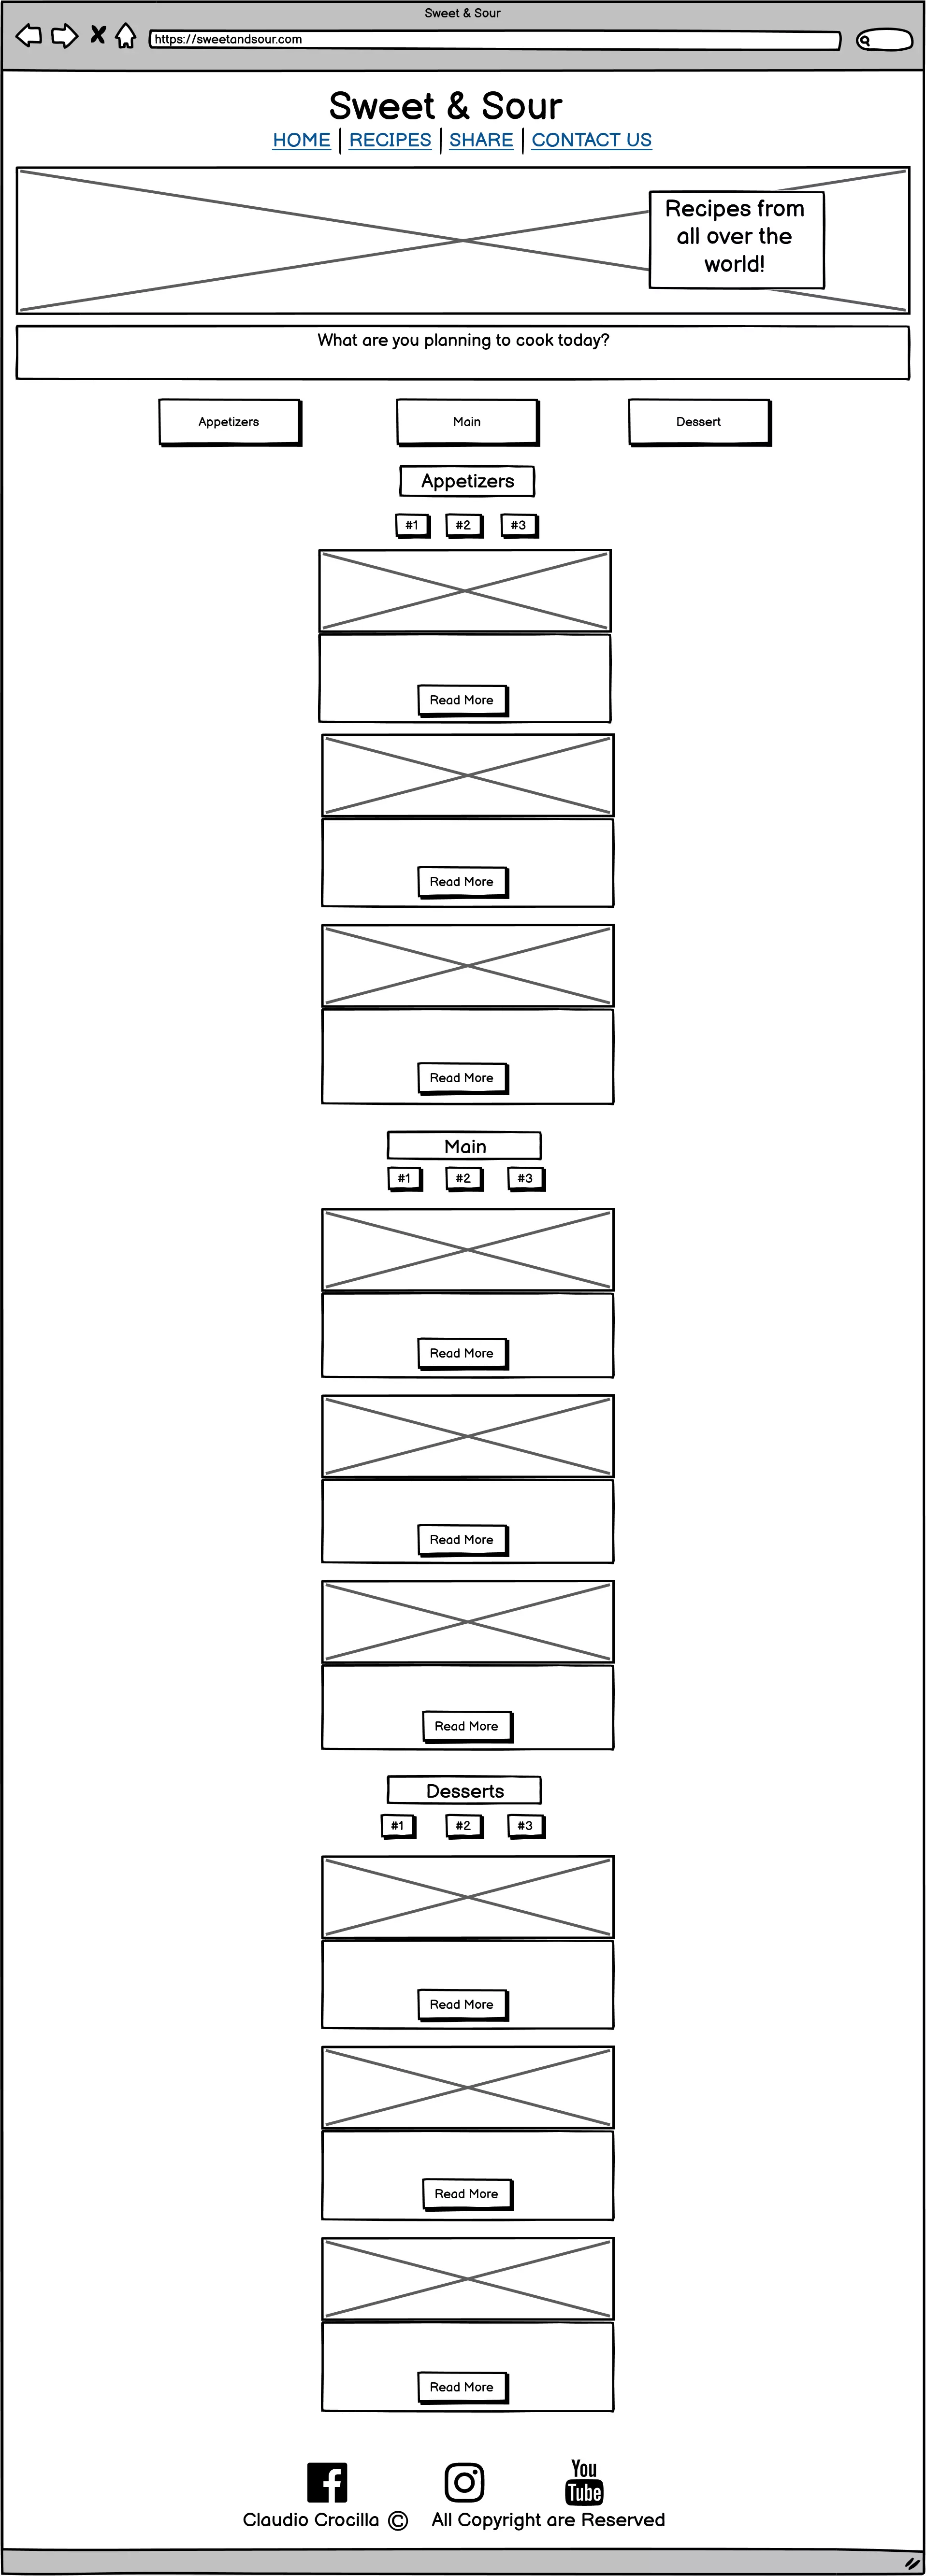 Sweet & Sour
https://sweetandsour.com
Sweet & Sour
HOME | RECIPES | SHARE | CONTACT US
Recipes from
all over the
world!
What are you planning to cook today?
Appetizers
Main
Dessert
Appetizers
#1 #2 #3
Read More
Read More
Read More
Main
#1 #2 #3
Read More
Read More
Read More
Desserts
#1 #2 #3
Read More
Read More
Read More
You
Tube
Claudio Crocilla © All Copyright are Reserved